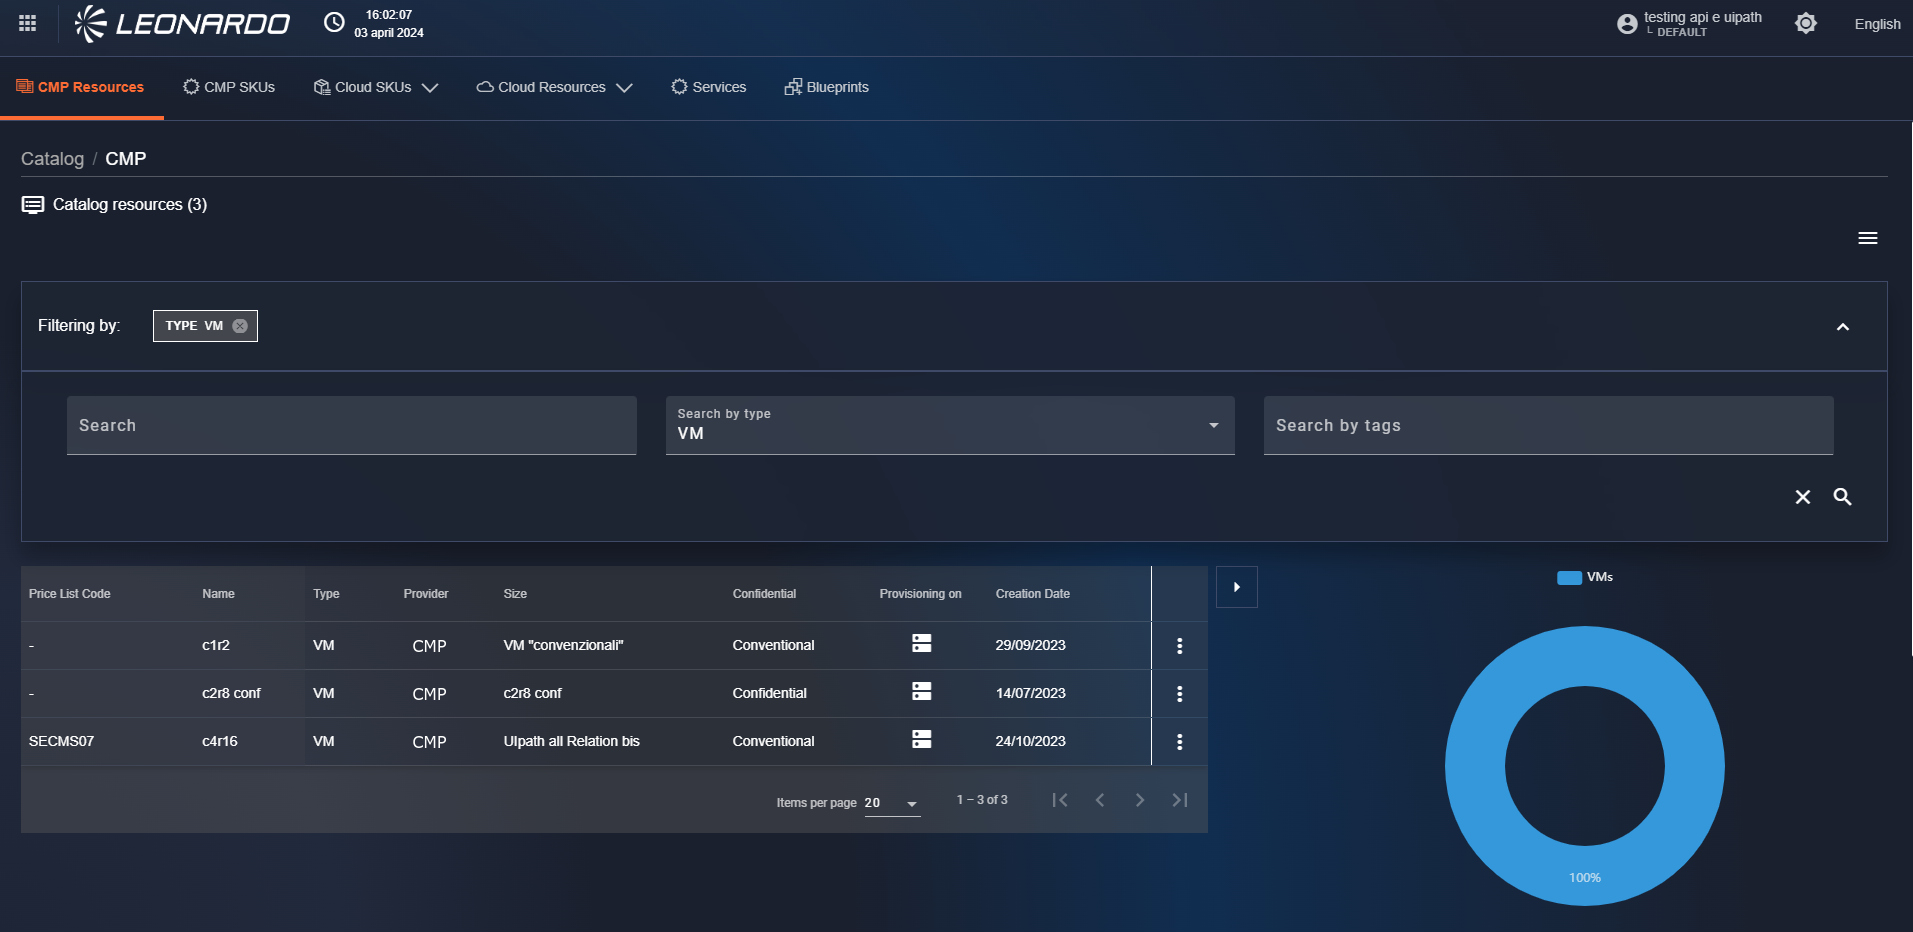 LEONARDO
16:02:07
03 april 2024
testing api e uipath
└ DEFAULT
English
CMP Resources
CMP SKUs
Cloud SKUs
Cloud Resources
Services
Blueprints
Catalog / CMP
Catalog resources (3)
Filtering by:
TYPE VM
Search
Search by type
VM
Search by tags
Price List Code Name Type Provider Size Confidential Provisioning on Creation Date
- c1r2 VM CMP VM "convenzionali" Conventional 29/09/2023
- c2r8 conf VM CMP c2r8 conf Confidential 14/07/2023
SECMS07 c4r16 VM CMP UIpath all Relation bis Conventional 24/10/2023
Items per page 20 1 – 3 of 3
VMs
100%